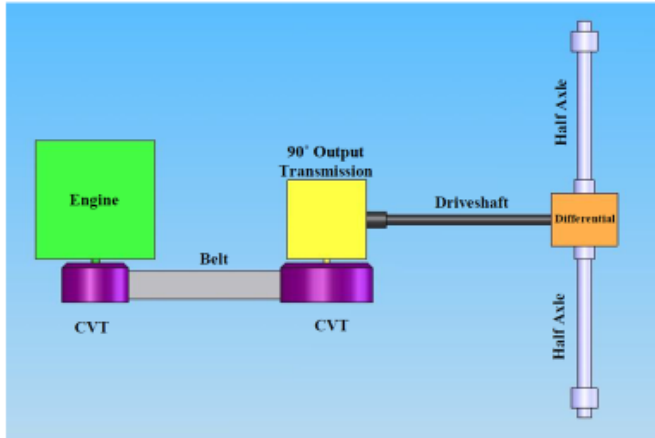 Engine
CVT
Belt
90° Output
Transmission
CVT
Driveshaft
Half Axle
Differential
Half Axle